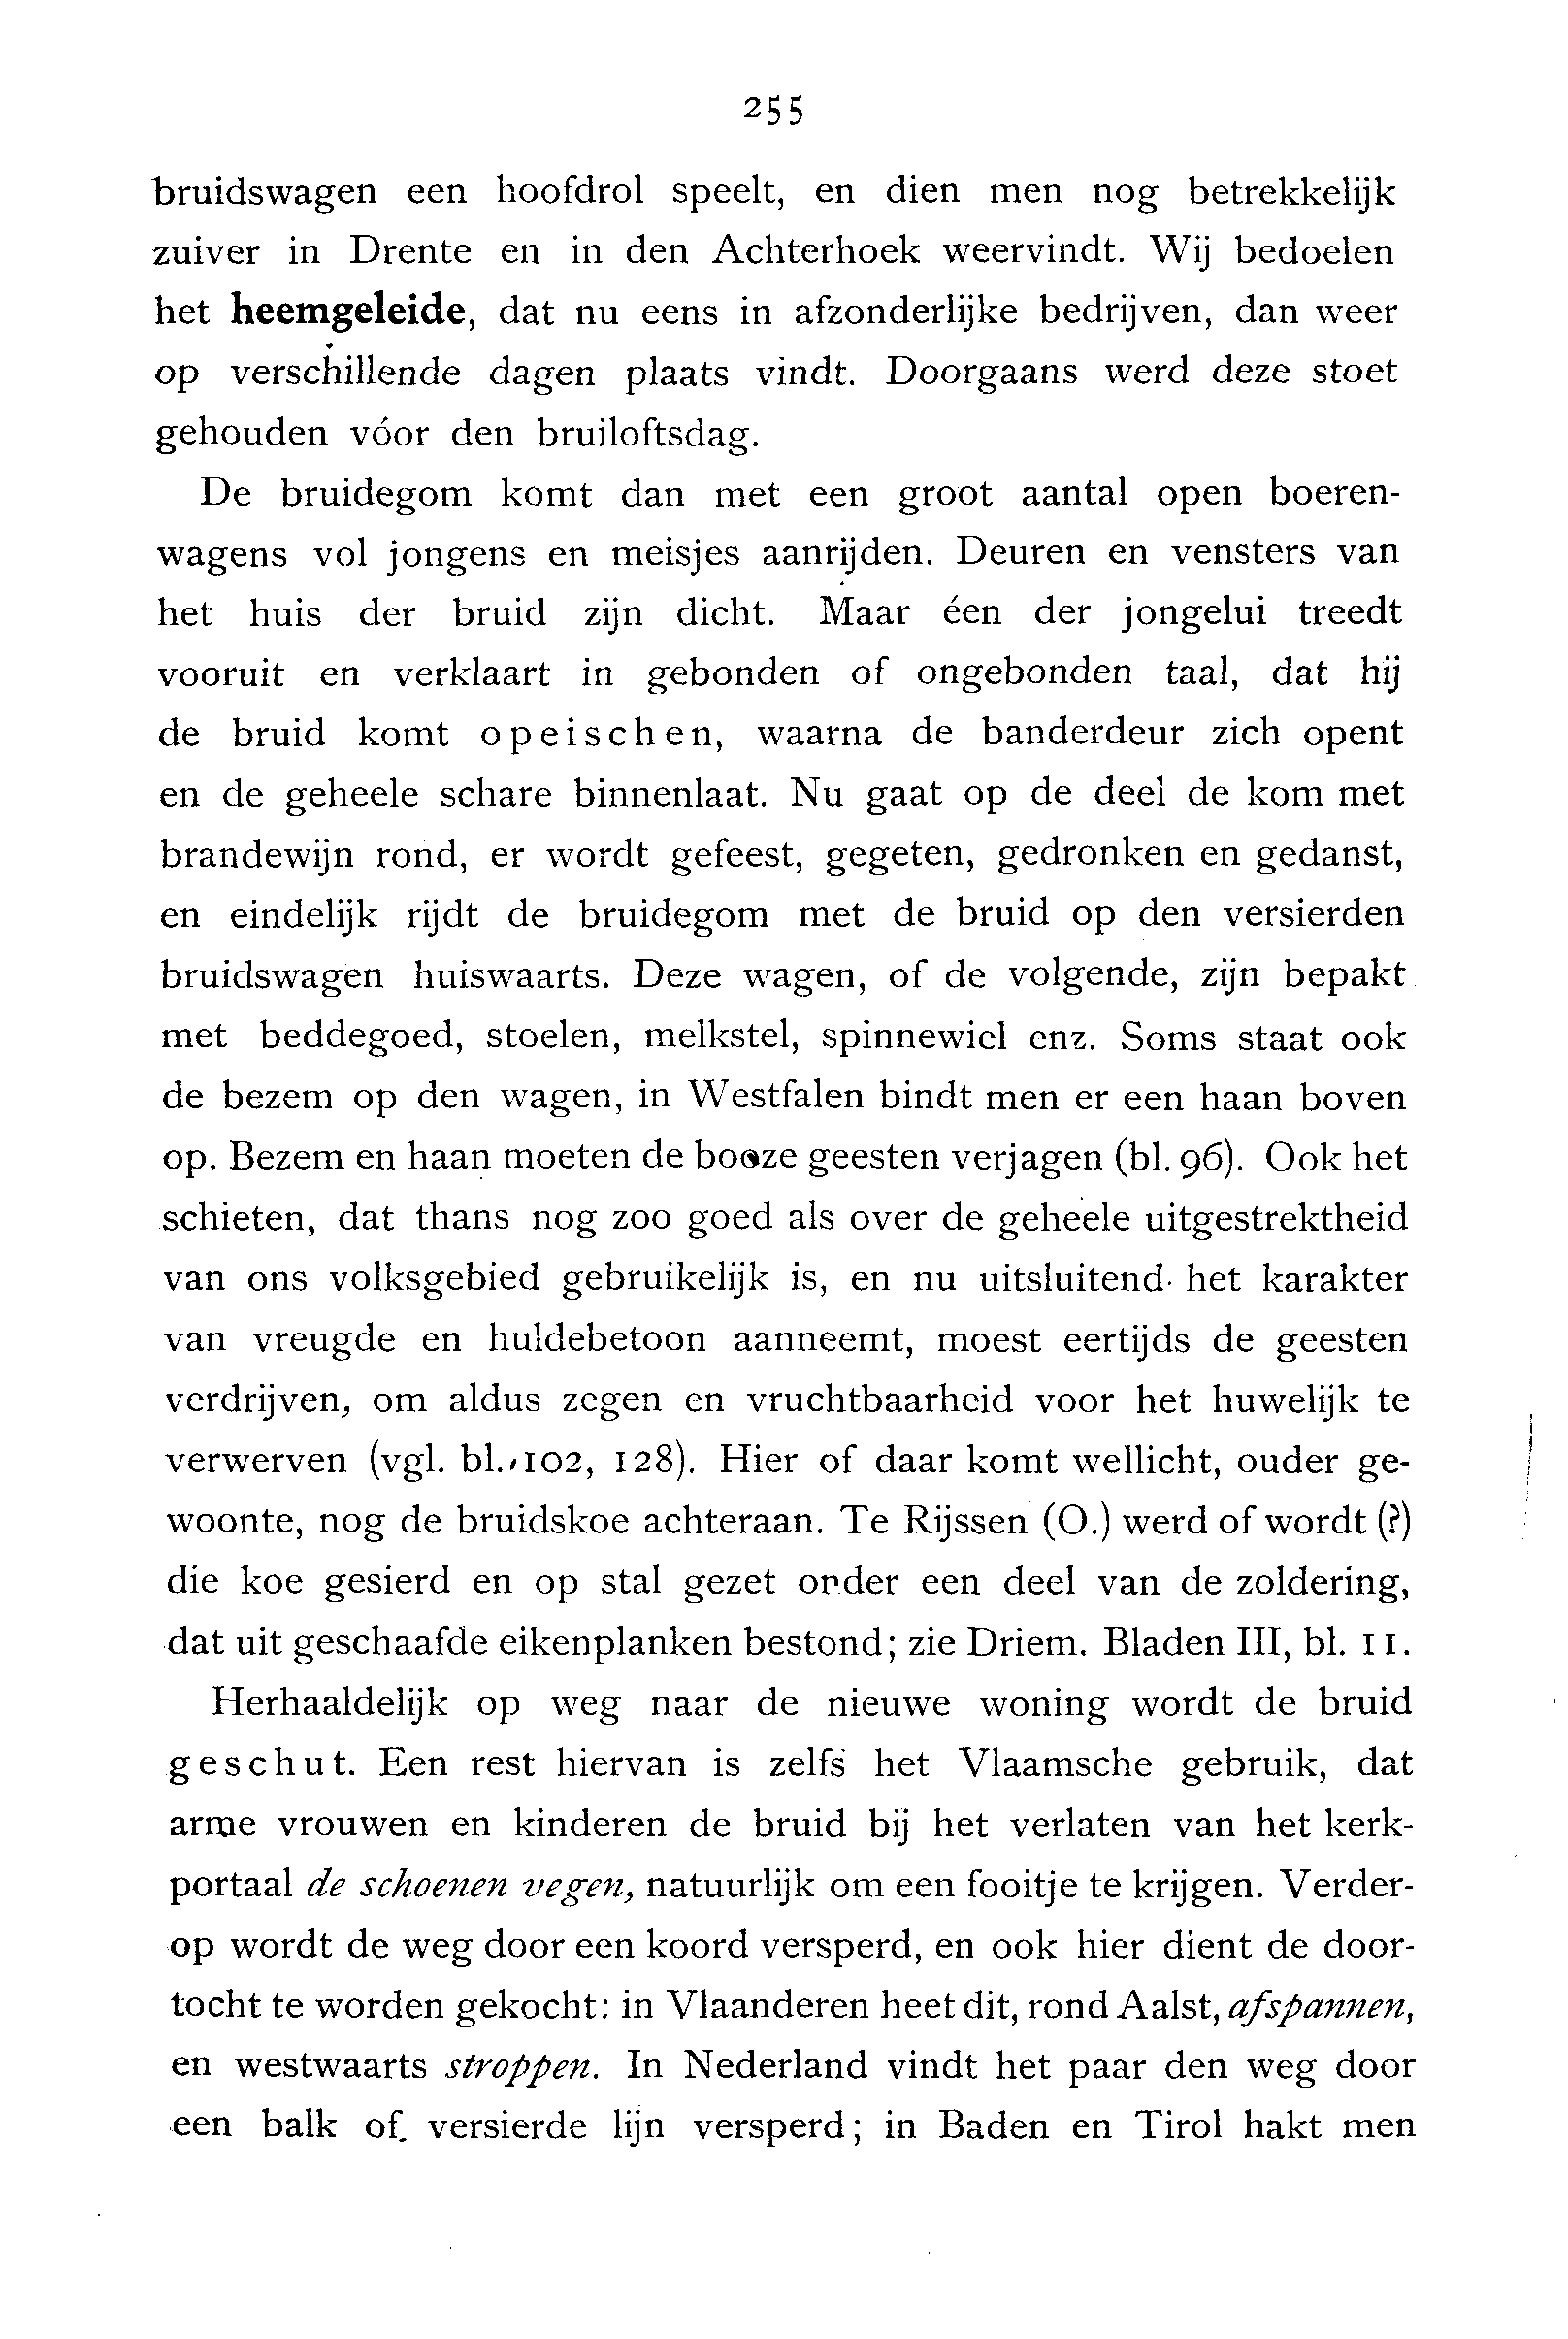 255
bruidswagen een hoofdrol speelt, en dien men nog betrekkelijk
zuiver in Drente en in den Achterhoek weervindt. Wij bedoelen
het heemgeleide, dat nu eens in afzonderlijke bedrijven, dan weer
op verschillende dagen plaats vindt. Doorgaans werd deze stoet
gehouden vóor den bruiloftsdag.
De bruidegom komt dan met een groot aantal open boeren-
wagens vol jongens en meisjes aanrijden. Deuren en vensters van
het huis der bruid zijn dicht. Maar éen der jongelui treedt
vooruit en verklaart in gebonden of ongebonden taal, dat hij
de bruid komt opeischen, waarna de banderdeur zich opent
en de geheele schare binnenlaat. Nu gaat op de deel de kom met
brandewijn rond, er wordt gefeest, gegeten, gedronken en gedanst,
en eindelijk rijdt de bruidegom met de bruid op den versierden
bruidswagen huiswaarts. Deze wagen, of de volgende, zijn bepakt
met beddegoed, stoelen, melkstel, spinnewiel enz. Soms staat ook
de bezem op den wagen, in Westfalen bindt men er een haan boven
op. Bezem en haan moeten de booze geesten verjagen (bl. 96). Ook het
schieten, dat thans nog zoo goed als over de geheele uitgestrektheid
van ons volksgebied gebruikelijk is, en nu uitsluitend het karakter
van vreugde en huldebetoon aanneemt, moest eertijds de geesten
verdrijven, om aldus zegen en vruchtbaarheid voor het huwelijk te
verwerven (vgl. bl. 102, 128). Hier of daar komt wellicht, ouder ge-
woonte, nog de bruidskoe achteraan. Te Rijssen (O.) werd of wordt (?)
die koe gesierd en op stal gezet onder een deel van de zoldering,
dat uit geschaafde eikenplanken bestond; zie Driem. Bladen III, bl. 11.
Herhaaldelijk op weg naar de nieuwe woning wordt de bruid
geschut. Een rest hiervan is zelfs het Vlaamsche gebruik, dat
arme vrouwen en kinderen de bruid bij het verlaten van het kerk-
portaal de schoenen vegen, natuurlijk om een fooitje te krijgen. Verder-
op wordt de weg door een koord versperd, en ook hier dient de door-
tocht te worden gekocht: in Vlaanderen heet dit, rond Aalst, afspannen,
en westwaarts stroppen. In Nederland vindt het paar den weg door
een balk of versierde lijn versperd; in Baden en Tirol hakt men